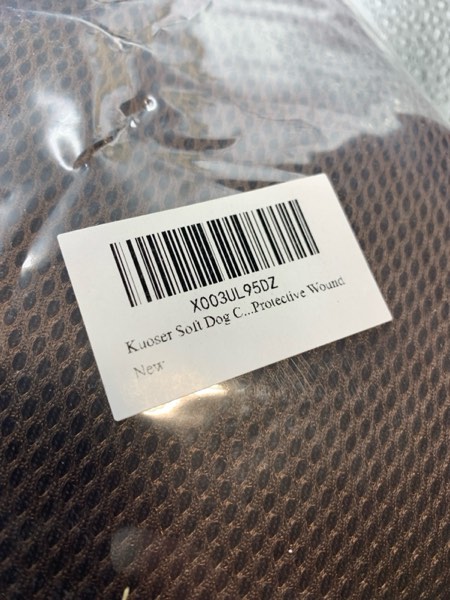 X003UL95DZ
Kuoser Soft Dog C...Protective Wound
New